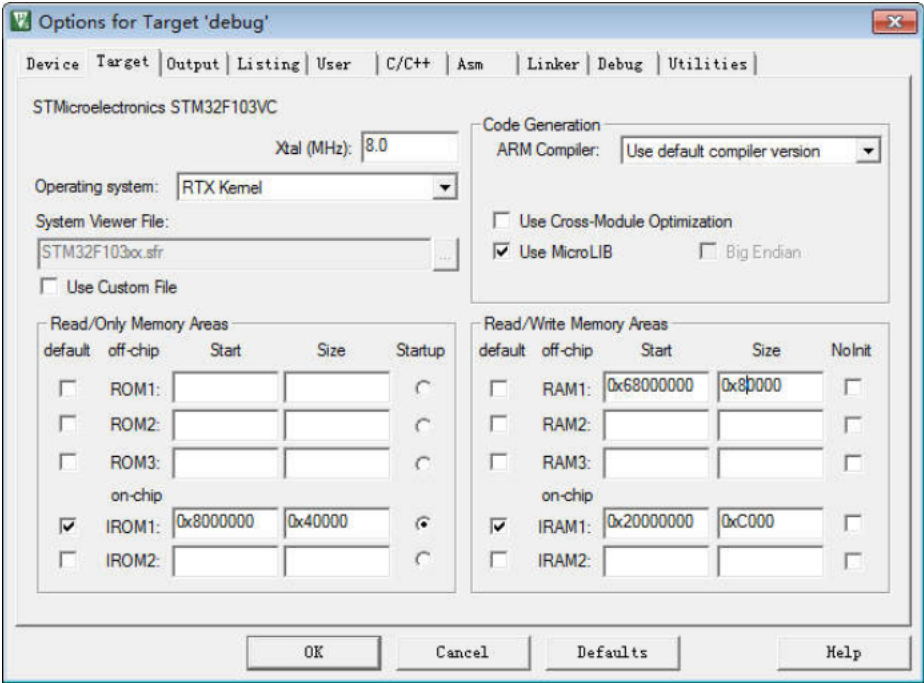 Options for Target 'debug'
Device Target Output Listing User C/C++ Asm Linker Debug Utilities
STMicroelectronics STM32F103VC
Xtal (MHz): 8.0
Operating system: RTX Kernel
System Viewer File:
STM32F103xx.sfr
...
Use Custom File
Code Generation
ARM Compiler: Use default compiler version
Use Cross-Module Optimization
Use MicroLIB Big Endian
Read/Only Memory Areas
default off-chip Start Size Startup
ROM1:
ROM2:
ROM3:
on-chip
IROM1: 0x8000000 0x40000
IROM2:
Read/Write Memory Areas
default off-chip Start Size NoInit
RAM1: 0x68000000 0x80000
RAM2:
RAM3:
on-chip
IRAM1: 0x20000000 0xC000
IRAM2:
OK Cancel Defaults Help